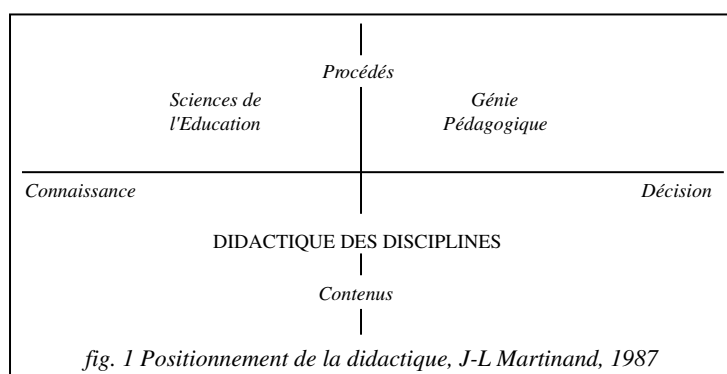 Procédés
Sciences de
l'Education
Génie
Pédagogique
Connaissance
Décision
DIDACTIQUE DES DISCIPLINES
Contenus
fig. 1 Positionnement de la didactique, J-L Martinand, 1987